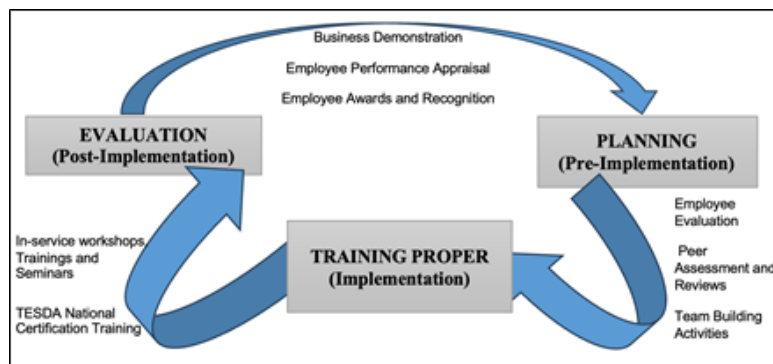 Business Demonstration
Employee Performance Appraisal
Employee Awards and Recognition
EVALUATION
(Post-Implementation)
PLANNING
(Pre-Implementation)
In-service workshops,
Trainings and
Seminars
TESDA National
Certification Training
TRAINING PROPER
(Implementation)
Employee
Evaluation
Peer
Assessment and
Reviews
Team Building
Activities